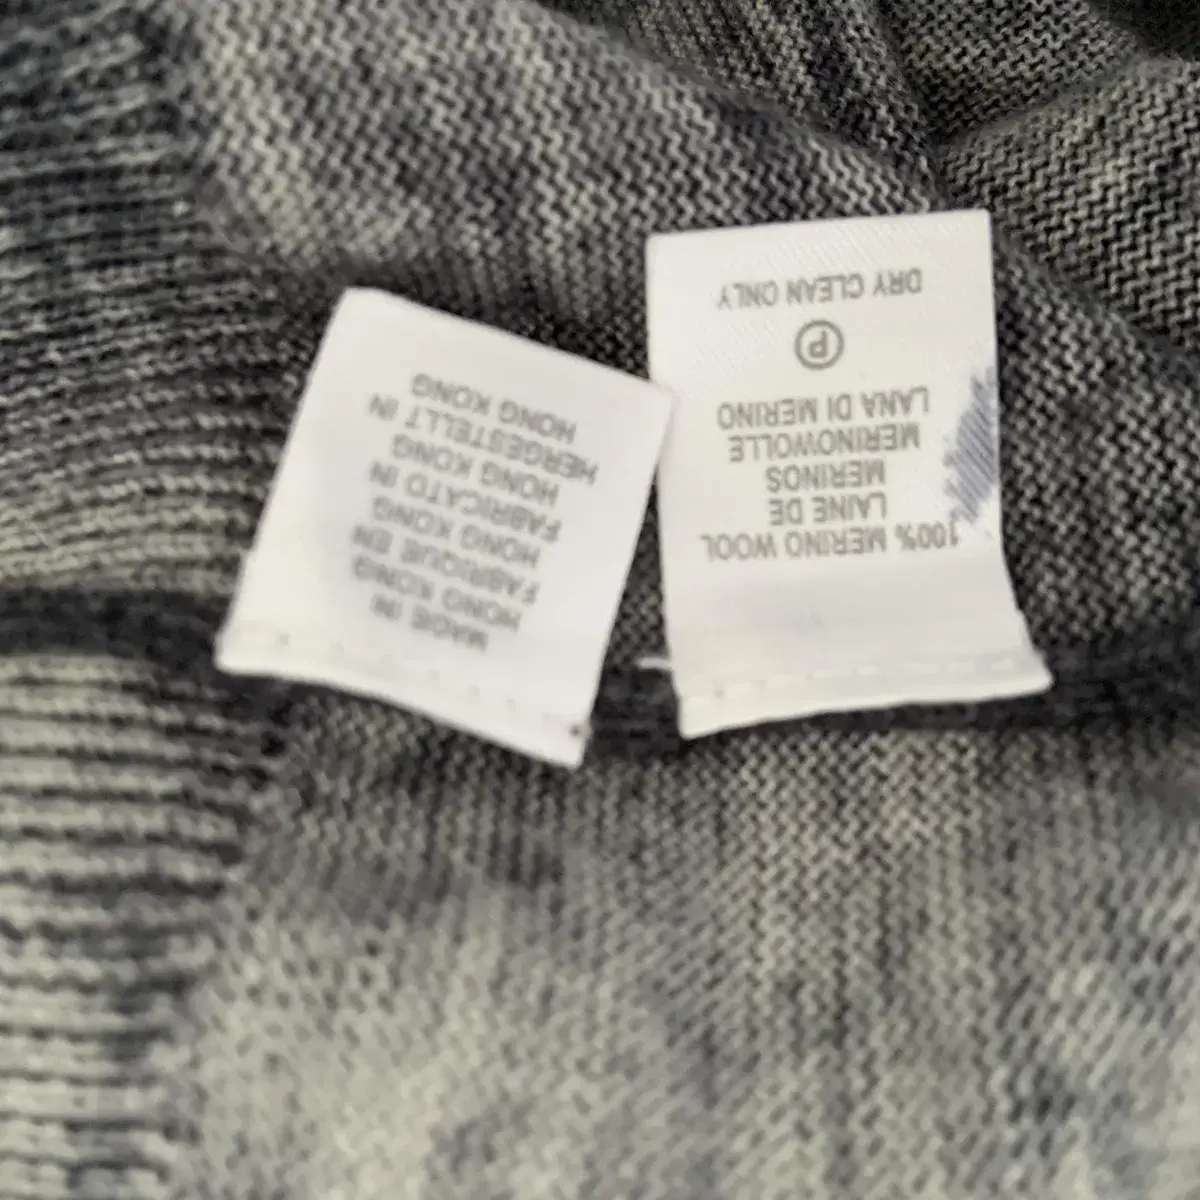 100% MERINO WOOL
LAINE DE
MERINOS
MERINOWOLLE
LANA DI MERINO
P
DRY CLEAN ONLY
MADE IN
HONG KONG
FABRIQUE EN
HONG KONG
FABRICATO IN
HONG KONG
HERGESTELLT IN
HONG KONG